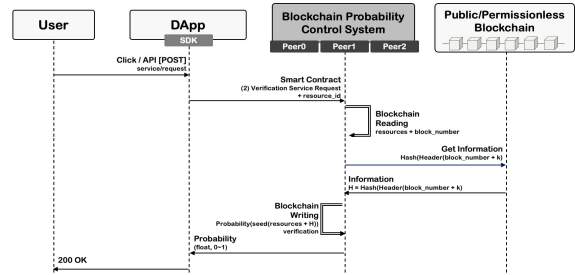 User
DApp
SDK
Blockchain Probability
Control System
Peer0
Peer1
Peer2
Public/Permissionless
Blockchain
Click / API [POST]
service/request
Smart Contract
(2) Verification Service Request
+ resource_id
Blockchain
Reading
resources + block_number
Get Information
Hash(Header(block_number + k)
Information
H = Hash(Header(block_number + k)
Blockchain
Writing
Probability(seed(resources + H))
verification
Probability
(float, 0~1)
200 OK